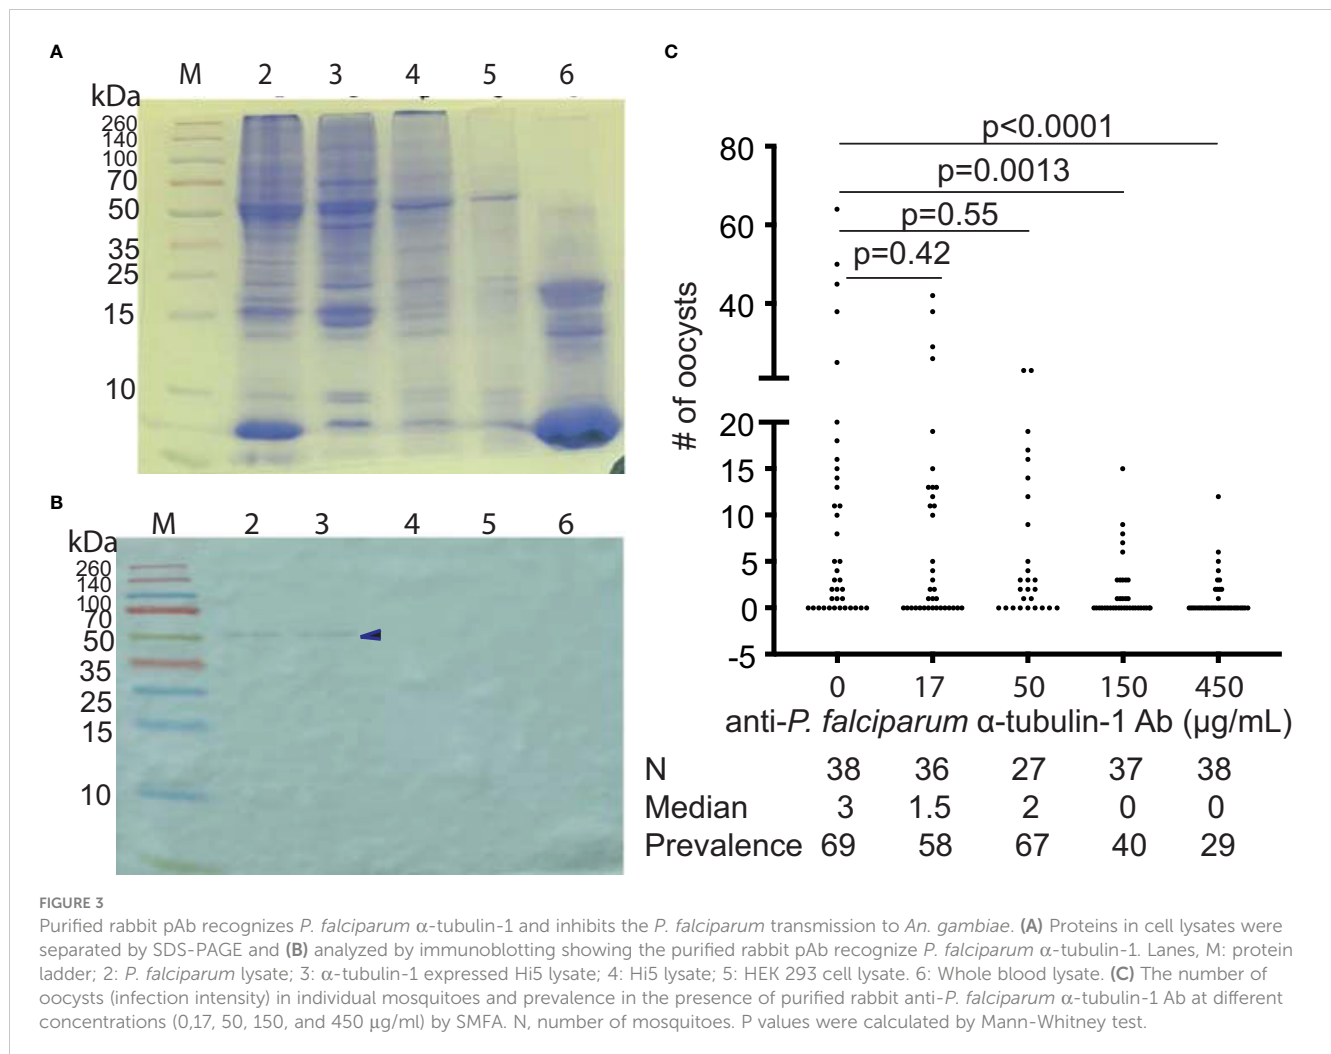 A
M 2 3 4 5 6
kDa
260
140
100
70
50
35
25
15
10
B
M 2 3 4 5 6
kDa
260
140
100
70
50
35
25
15
10
C
p<0.0001
p=0.0013
p=0.55
p=0.42
# of oocysts
80
60
40
20
15
10
5
0
-5
0 17 50 150 450
anti-P. falciparum α-tubulin-1 Ab (μg/mL)
N 38 36 27 37 38
Median 3 1.5 2 0 0
Prevalence 69 58 67 40 29
FIGURE 3
Purified rabbit pAb recognizes P. falciparum α-tubulin-1 and inhibits the P. falciparum transmission to An. gambiae. (A) Proteins in cell lysates were
separated by SDS-PAGE and (B) analyzed by immunoblotting showing the purified rabbit pAb recognize P. falciparum α-tubulin-1. Lanes, M: protein
ladder; 2: P. falciparum lysate; 3: α-tubulin-1 expressed Hi5 lysate; 4: Hi5 lysate; 5: HEK 293 cell lysate. 6: Whole blood lysate. (C) The number of
oocysts (infection intensity) in individual mosquitoes and prevalence in the presence of purified rabbit anti-P. falciparum α-tubulin-1 Ab at different
concentrations (0,17, 50, 150, and 450 μg/ml) by SMFA. N, number of mosquitoes. P values were calculated by Mann-Whitney test.